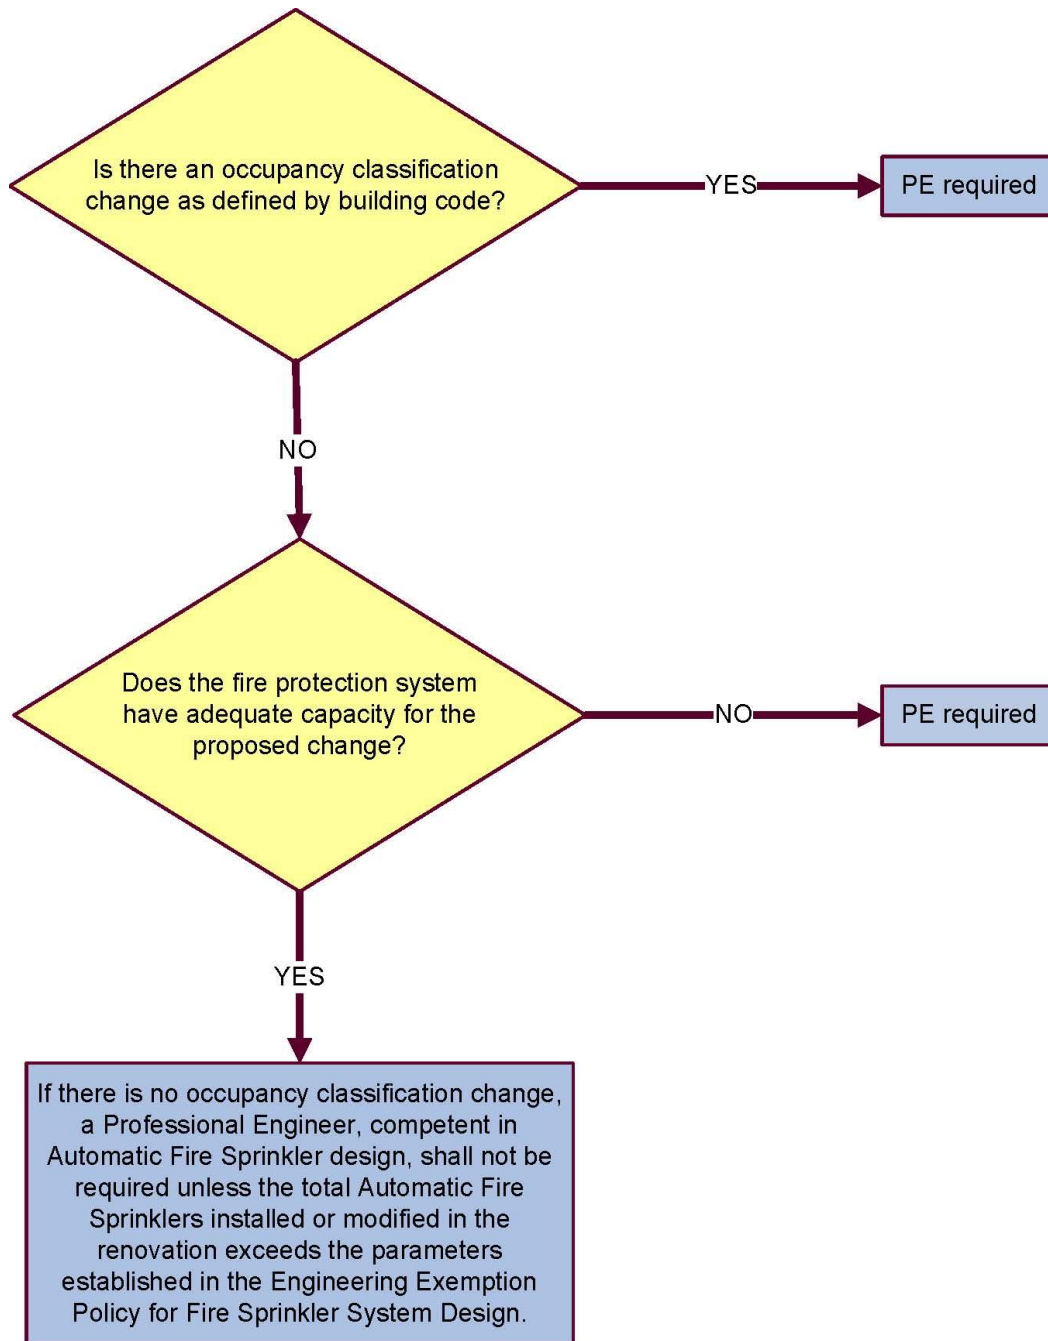 Is there an occupancy classification
change as defined by building code?
YES
PE required
NO
Does the fire protection system
have adequate capacity for the
proposed change?
NO
PE required
YES
If there is no occupancy classification change,
a Professional Engineer, competent in
Automatic Fire Sprinkler design, shall not be
required unless the total Automatic Fire
Sprinklers installed or modified in the
renovation exceeds the parameters
established in the Engineering Exemption
Policy for Fire Sprinkler System Design.